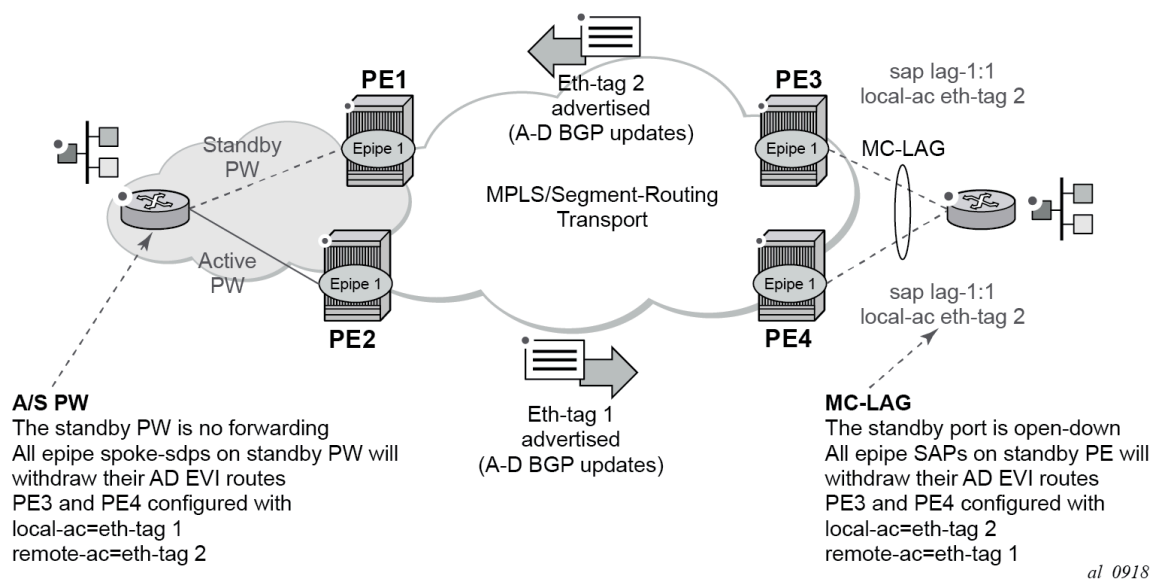 Eth-tag 2
advertised
(A-D BGP updates)
PE1
PE3
sap lag-1:1
local-ac eth-tag 2
Standby
PW
Epipe 1
Epipe 1
MC-LAG
MPLS/Segment-Routing
Transport
Active
PW
Epipe 1
Epipe 1
sap lag-1:1
local-ac eth-tag 2
PE2
PE4
Eth-tag 1
advertised
(A-D BGP updates)
A/S PW
The standby PW is no forwarding
All epipe spoke-sdps on standby PW will
withdraw their AD EVI routes
PE3 and PE4 configured with
local-ac=eth-tag 1
remote-ac=eth-tag 2
MC-LAG
The standby port is open-down
All epipe SAPs on standby PE will
withdraw their AD EVI routes
PE3 and PE4 configured with
local-ac=eth-tag 2
remote-ac=eth-tag 1
al_0918